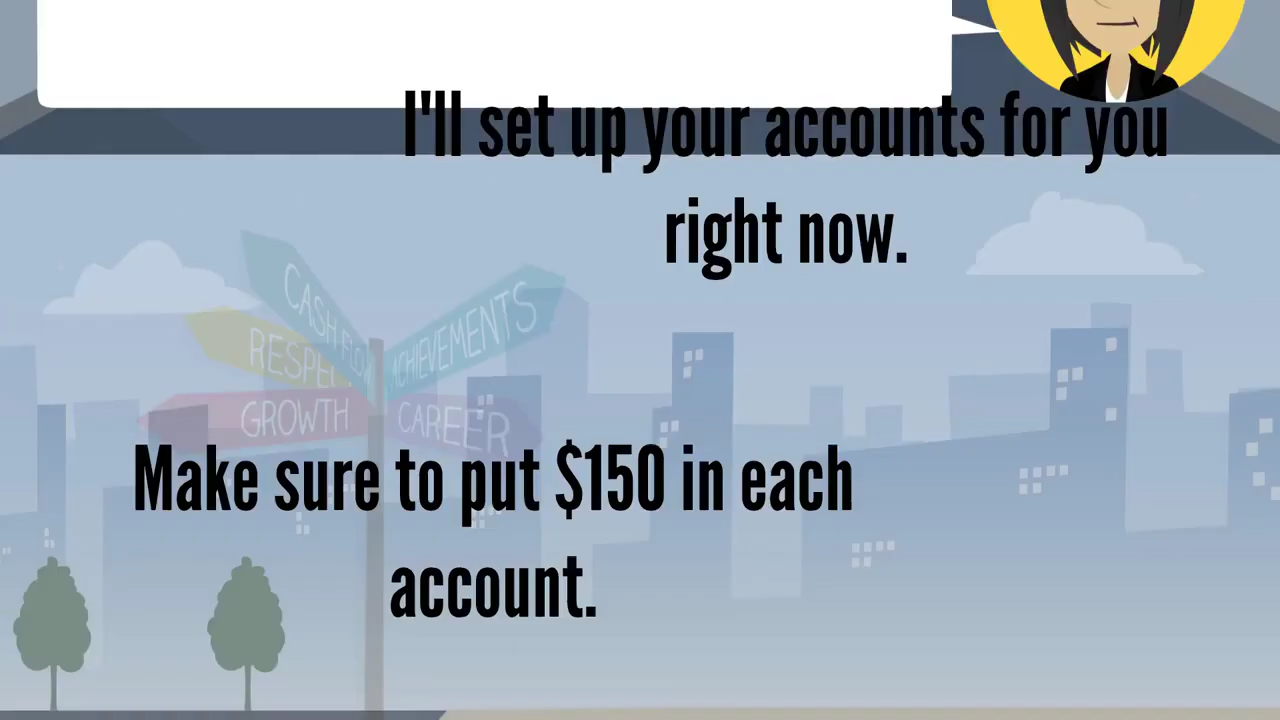 I'll set up your accounts for you
right now.
CASH FLOW
ACHIEVEMENTS
RESPE
GROWTH
CAREER
Make sure to put $150 in each
account.